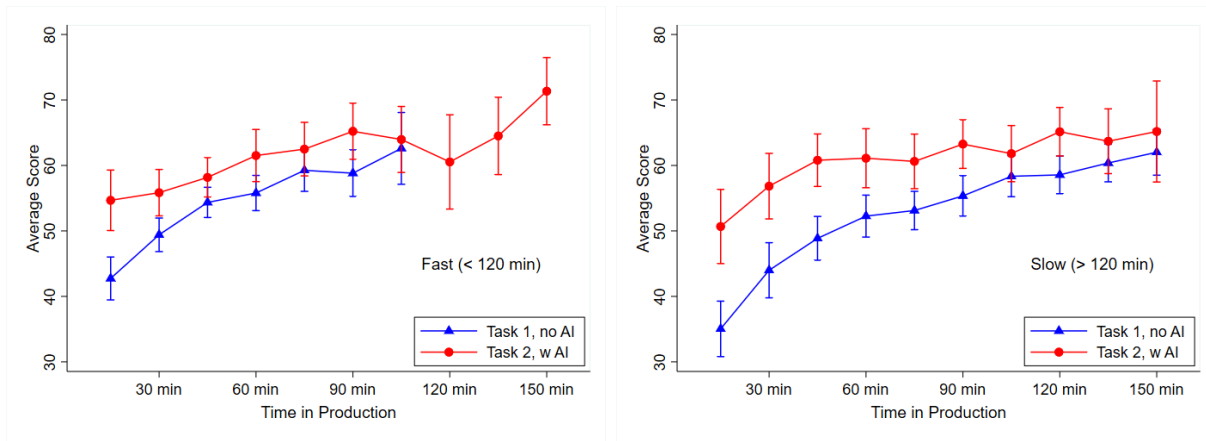 80
70
60
50
40
30
Average Score
Fast (< 120 min)
Task 1, no AI
Task 2, w AI
30 min
60 min
90 min
120 min
150 min
Time in Production
80
70
60
50
40
30
Average Score
Slow (> 120 min)
Task 1, no AI
Task 2, w AI
30 min
60 min
90 min
120 min
150 min
Time in Production